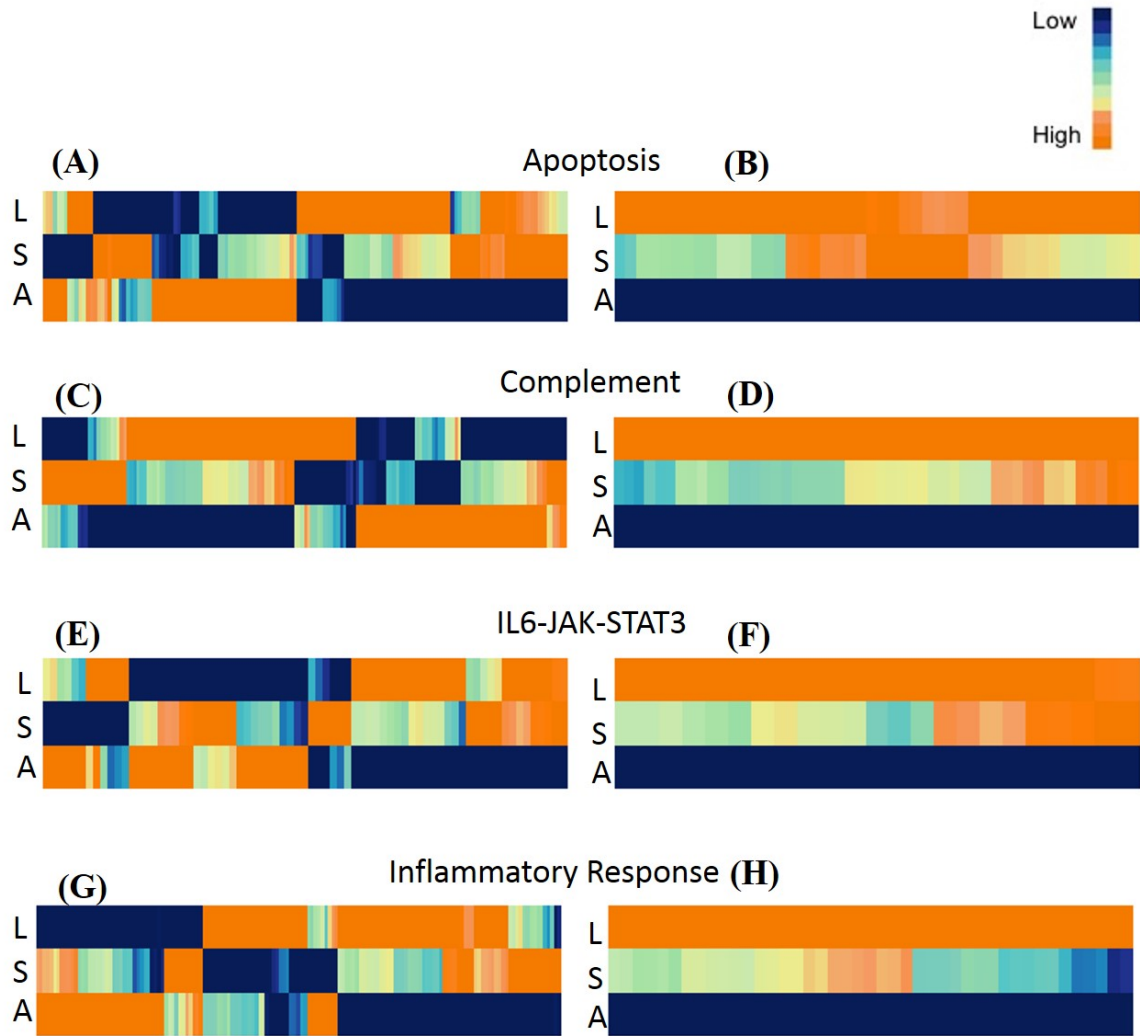 Low
High
(A) Apoptosis (B)
L L
S S
A A
(C) Complement (D)
L L
S S
A A
(E) IL6-JAK-STAT3 (F)
L L
S S
A A
(G) Inflammatory Response (H)
L L
S S
A A